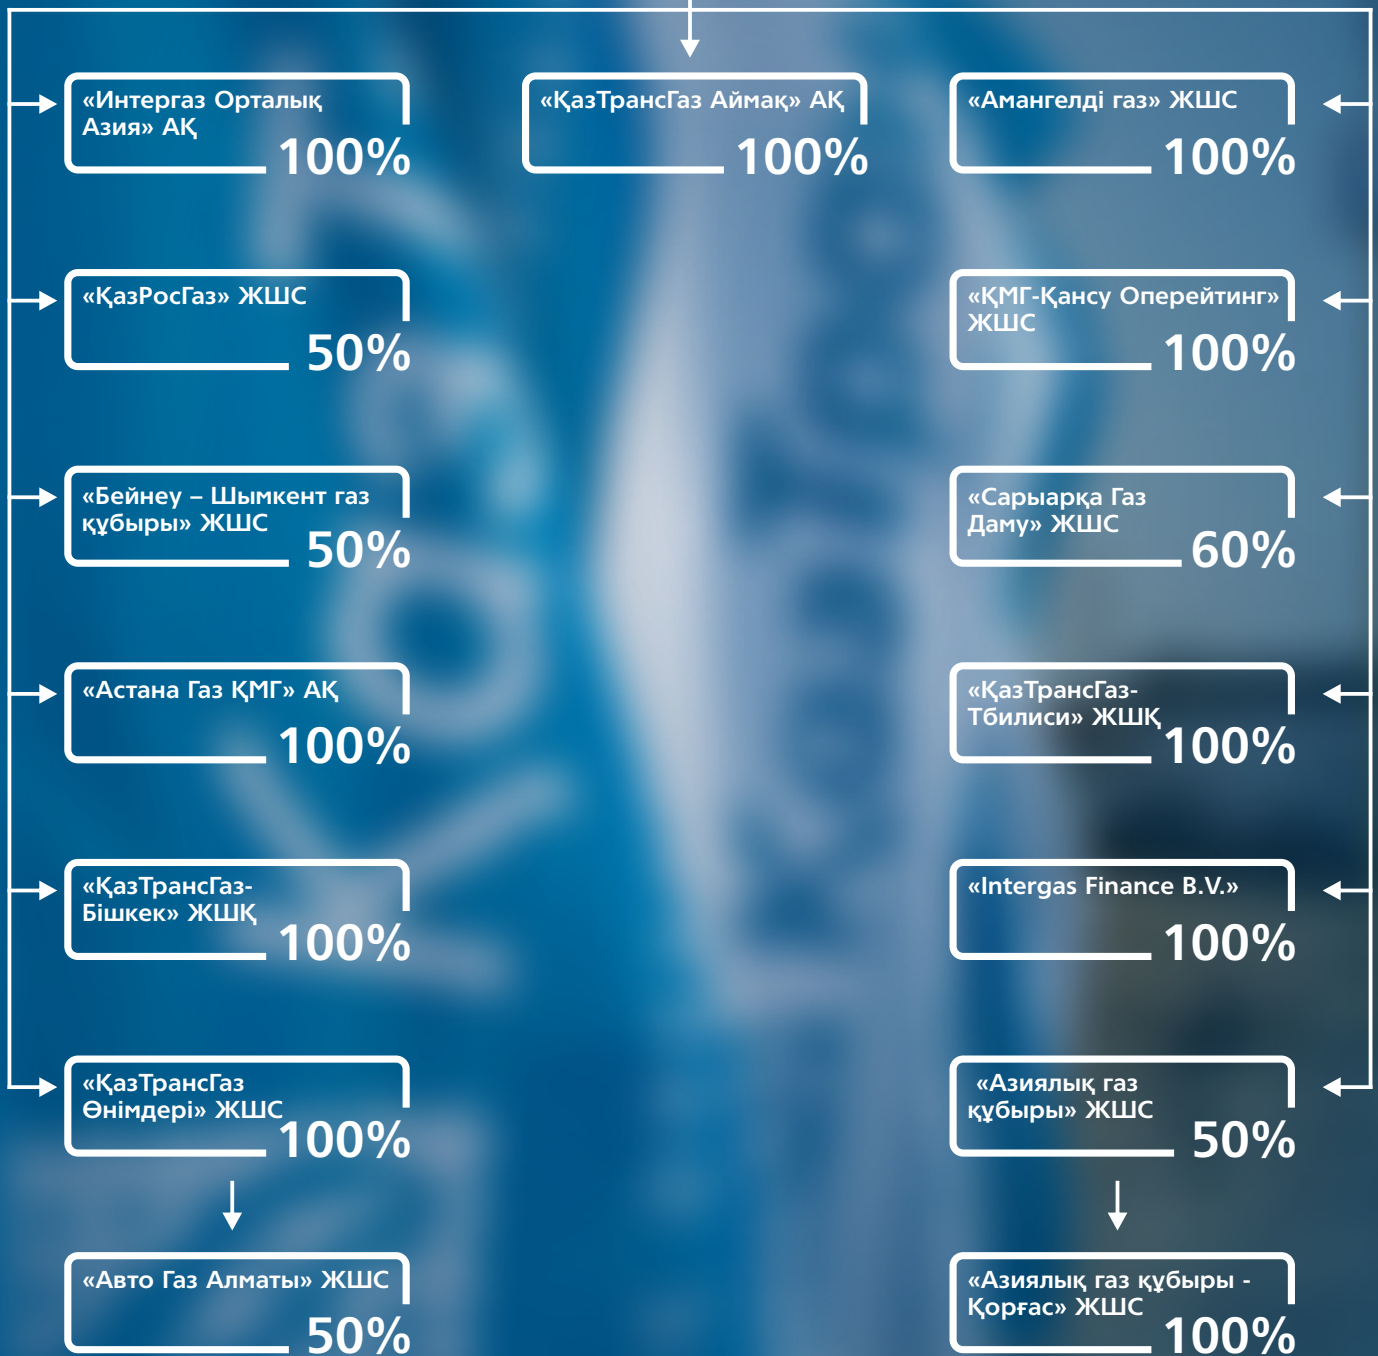 «Интергаз Орталық
Азия» АҚ
100%
«ҚазТрансГаз Аймақ» АҚ
100%
«Амангелді газ» ЖШС
100%
«ҚазРосГаз» ЖШС
50%
«ҚМГ-Қансу Оперейтинг»
ЖШС
100%
«Бейнеу – Шымкент газ
құбыры» ЖШС
50%
«Сарыарқа Газ
Даму» ЖШС
60%
«Астана Газ ҚМГ» АҚ
100%
«ҚазТрансГаз-
Тбилиси» ЖШҚ
100%
«ҚазТрансГаз-
Бішкек» ЖШҚ
100%
«Intergas Finance B.V.»
100%
«ҚазТрансГаз
Өнімдері» ЖШС
100%
«Азиялық газ
құбыры» ЖШС
50%
«Авто Газ Алматы» ЖШС
50%
«Азиялық газ құбыры -
Қорғас» ЖШС
100%